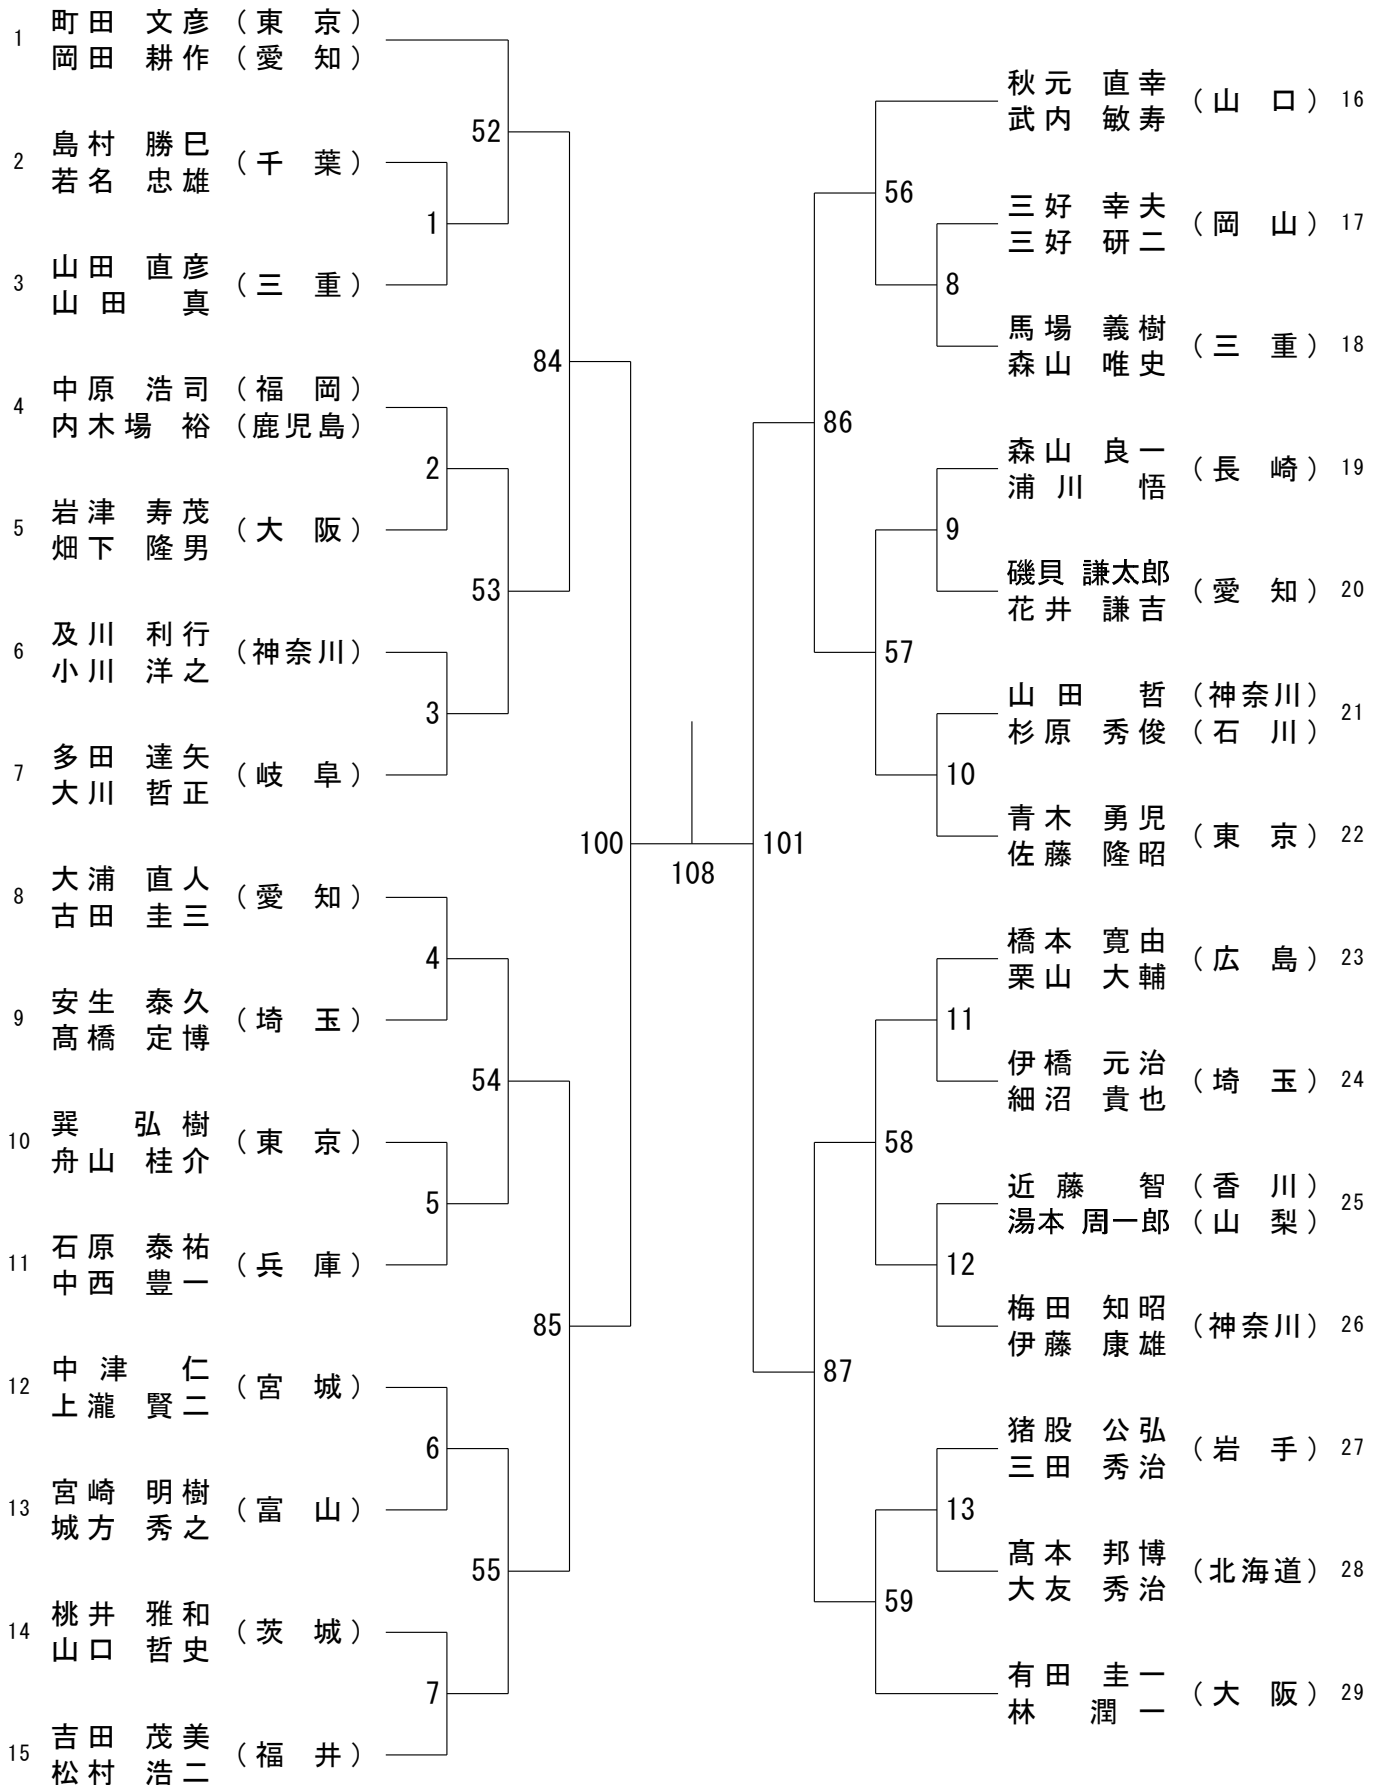 1 町田 文彦 (東 京)
岡田 耕作 (愛 知)
2 島村 勝巳 (千 葉)
若名 忠雄
3 山田 直彦 (三 重)
山田 真
4 中原 浩司 (福 岡)
内木場 裕 (鹿児島)
5 岩津 寿茂 (大 阪)
畑下 隆男
6 及川 利行 (神奈川)
小川 洋之
7 多田 達矢 (岐 阜)
大川 哲正
8 大浦 直人 (愛 知)
古田 圭三
9 安生 泰久 (埼 玉)
髙橋 定博
10 巽 弘樹 (東 京)
舟山 桂介
11 石原 泰祐 (兵 庫)
中西 豊一
12 中津 仁 (宮 城)
上瀧 賢二
13 宮崎 明樹 (富 山)
城方 秀之
14 桃井 雅和 (茨 城)
山口 哲史
15 吉田 茂美 (福 井)
松村 浩二
1
2
3
4
5
6
7
52
53
54
55
84
85
100
108
101
86
87
56
57
58
59
8
9
10
11
12
13
秋元 直幸 (山 口) 16
武内 敏寿
三好 幸夫 (岡 山) 17
三好 研二
馬場 義樹 (三 重) 18
森山 唯史
森山 良一 (長 崎) 19
浦川 悟
磯貝 謙太郎 (愛 知) 20
花井 謙吉
山田 哲 (神奈川) 21
杉原 秀俊 (石 川)
青木 勇児 (東 京) 22
佐藤 隆昭
橋本 寛由 (広 島) 23
栗山 大輔
伊橋 元治 (埼 玉) 24
細沼 貴也
近藤 智 (香 川) 25
湯本 周一郎 (山 梨)
梅田 知昭 (神奈川) 26
伊藤 康雄
猪股 公弘 (岩 手) 27
三田 秀治
髙本 邦博 (北海道) 28
大友 秀治
有田 圭一 (大 阪) 29
林 潤一